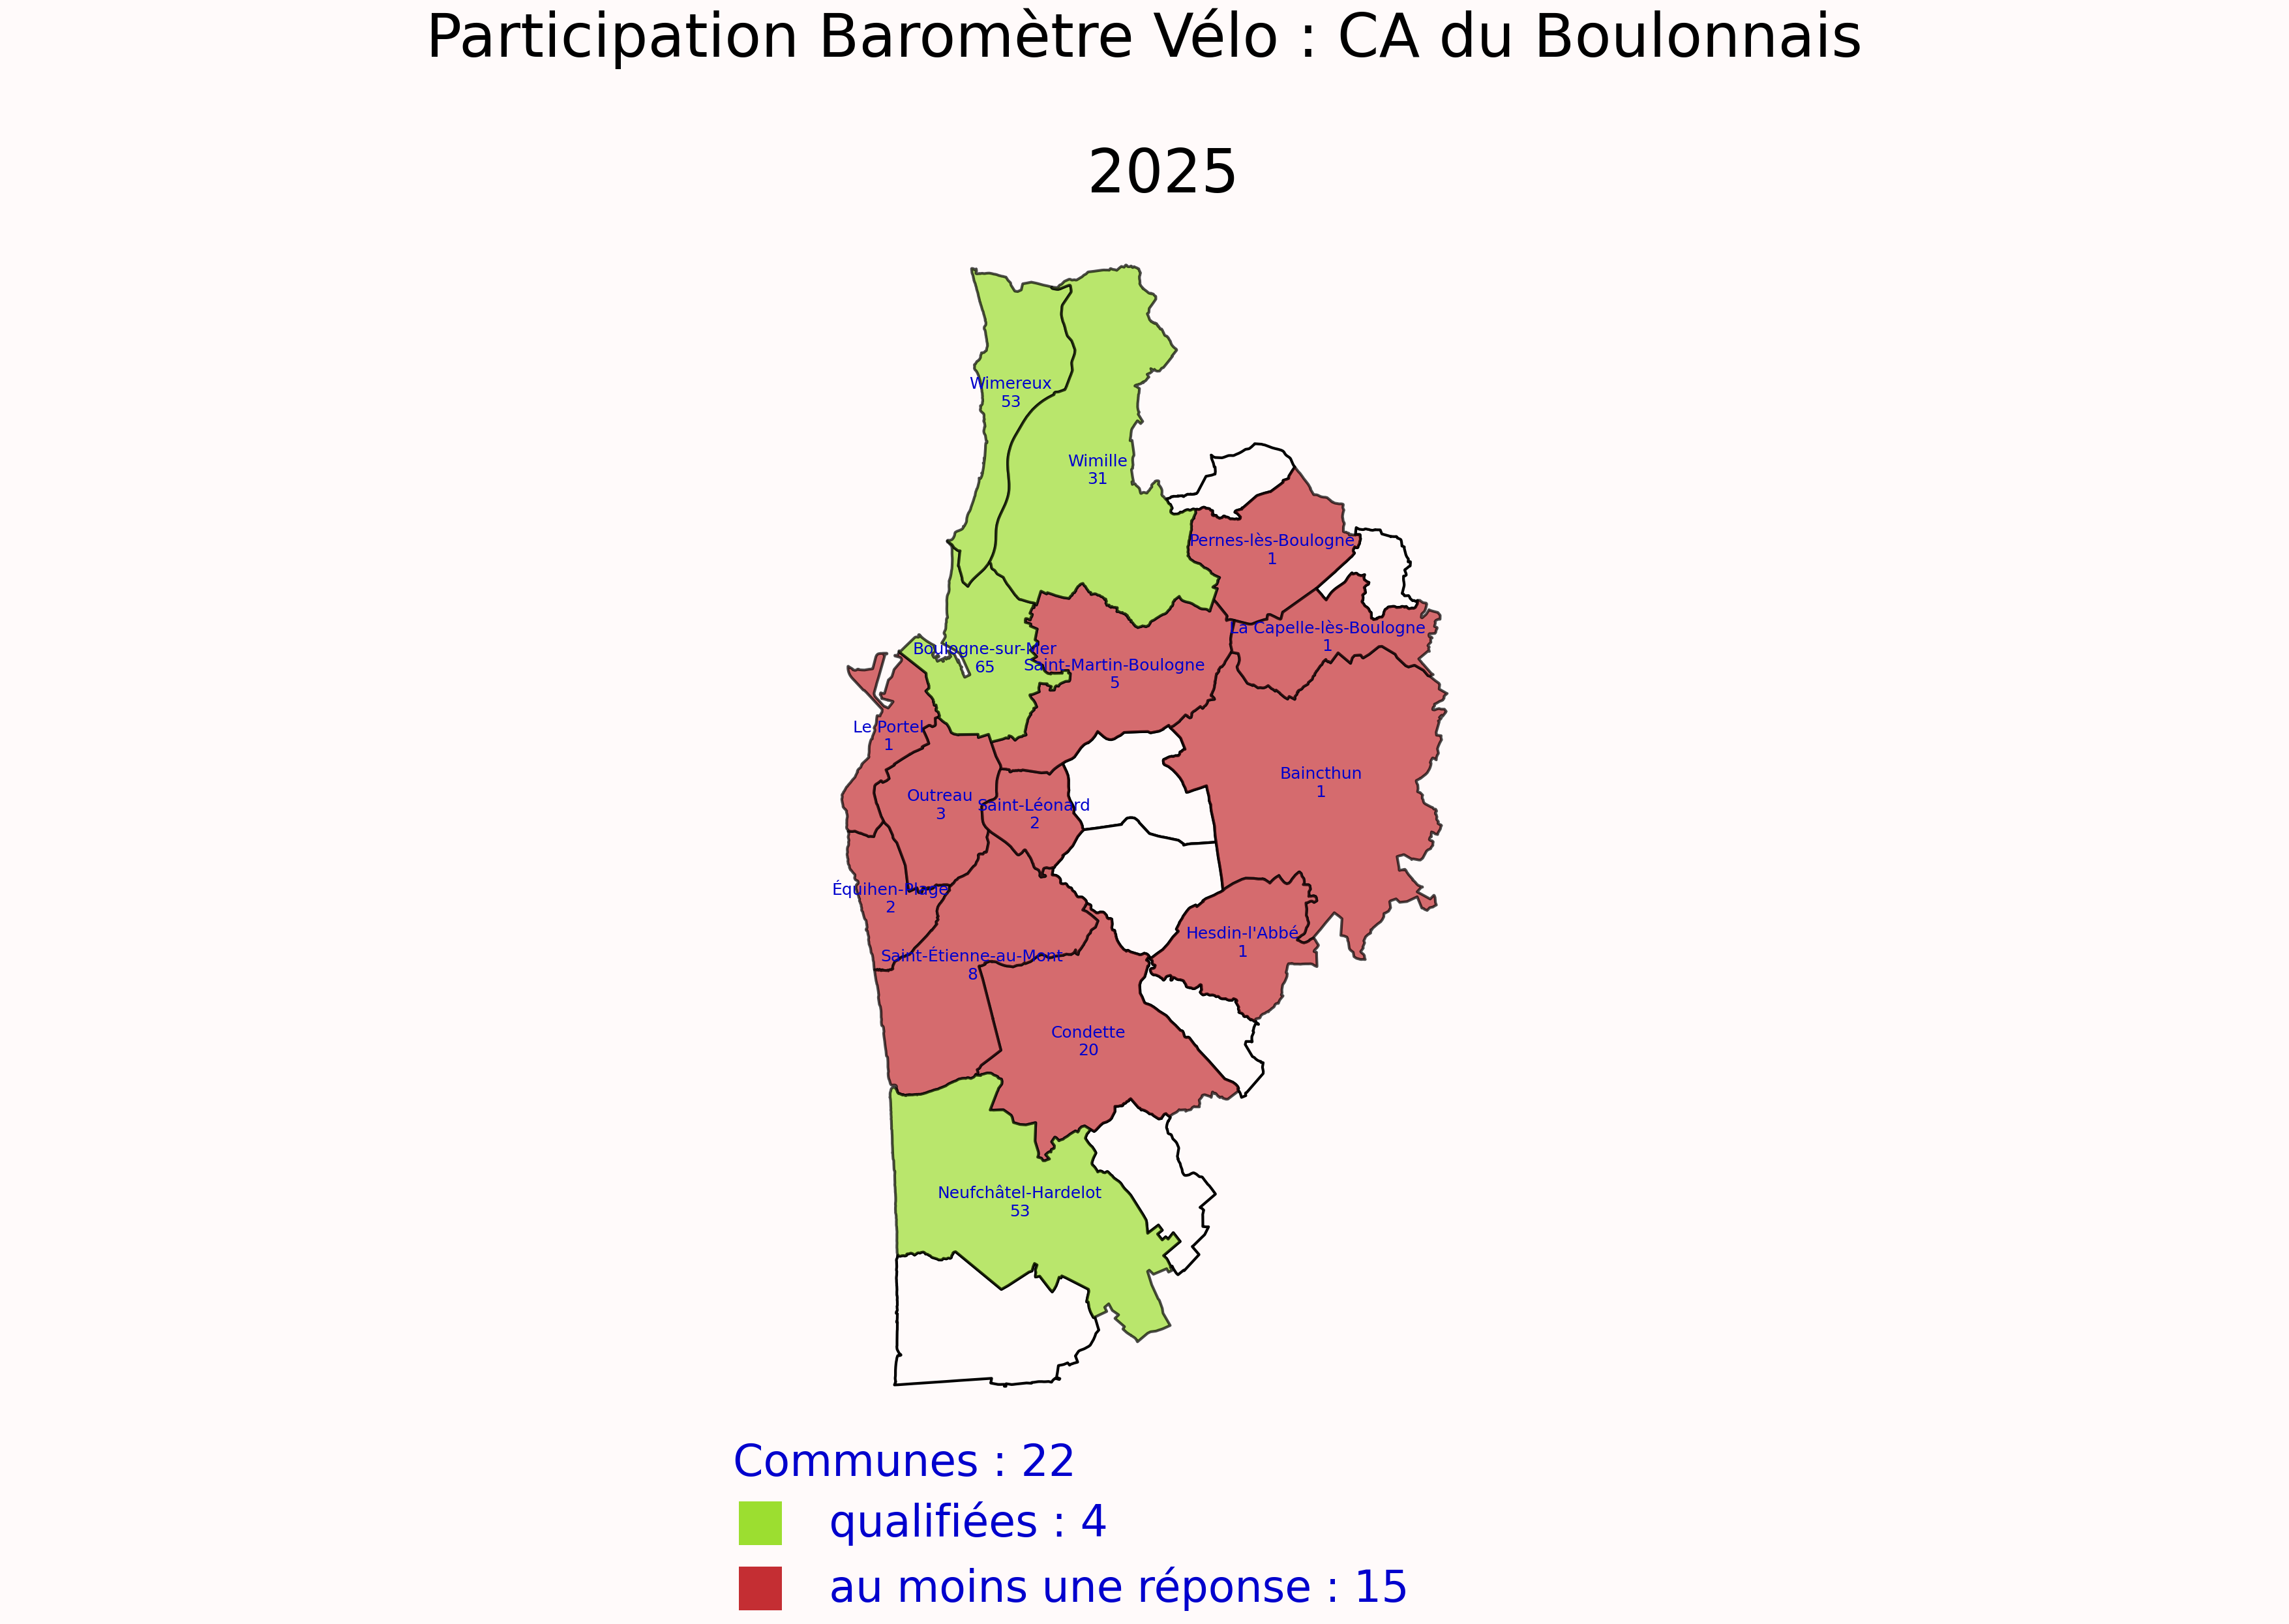 Participation Baromètre Vélo : CA du Boulonnais
2025
Wimereux
53
Wimille
31
Pernes-lès-Boulogne
1
La Capelle-lès-Boulogne
1
Boulogne-sur-Mer
65
Saint-Martin-Boulogne
5
Le Portel
1
Baincthun
1
Outreau
3
Saint-Léonard
2
Équihen-Plage
2
Hesdin-l'Abbé
1
Saint-Étienne-au-Mont
8
Condette
20
Neufchâtel-Hardelot
53
Communes : 22
qualifiées : 4
au moins une réponse : 15